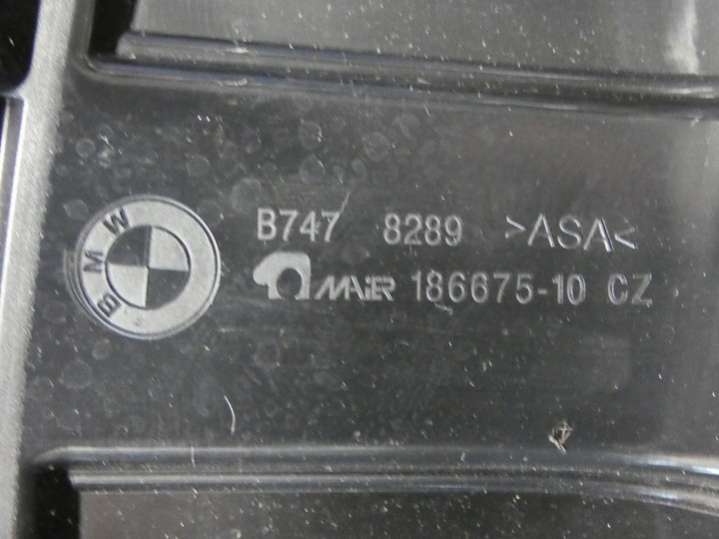 BMW
B747 8289 >ASA<
MAIER 186675-10 CZ